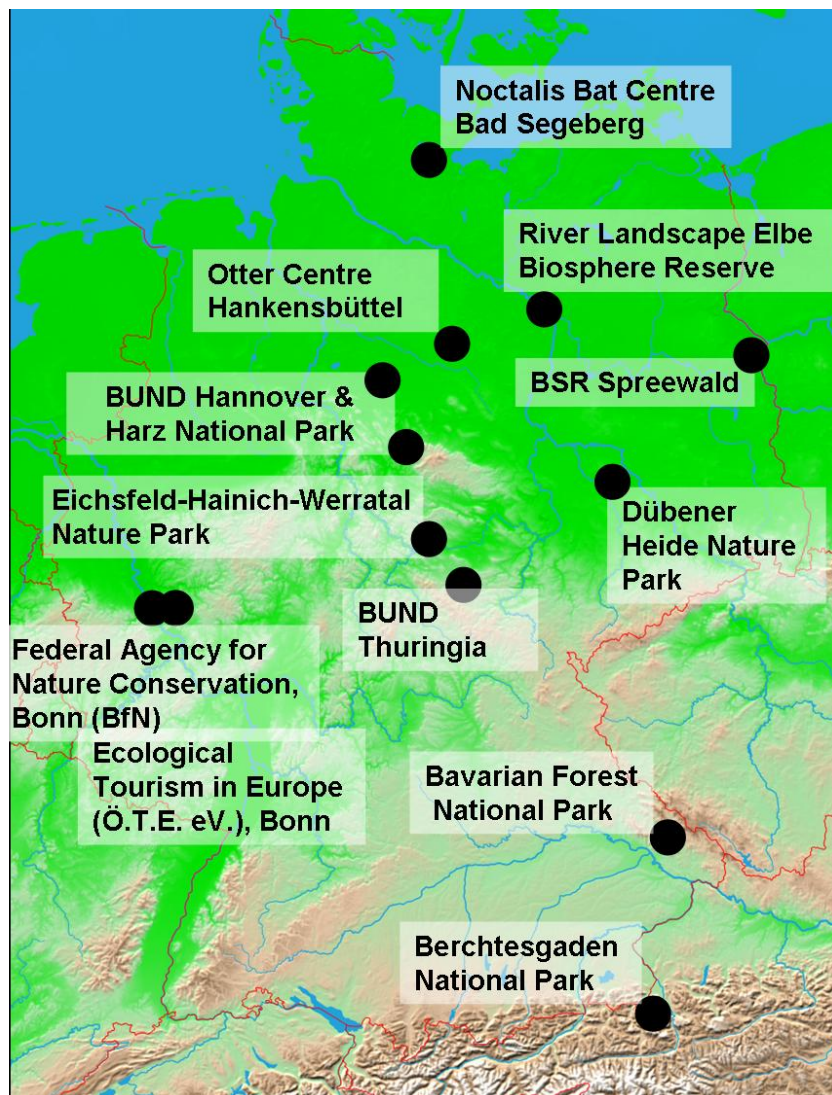 Noctalis Bat Centre
Bad Segeberg
River Landscape Elbe
Biosphere Reserve
Otter Centre
Hankensbüttel
BSR Spreewald
BUND Hannover &
Harz National Park
Eichsfeld-Hainich-Werratal
Nature Park
Dübener
Heide Nature
Park
BUND
Thuringia
Federal Agency for
Nature Conservation,
Bonn (BfN)
Ecological
Tourism in Europe
(Ö.T.E. eV.), Bonn
Bavarian Forest
National Park
Berchtesgaden
National Park